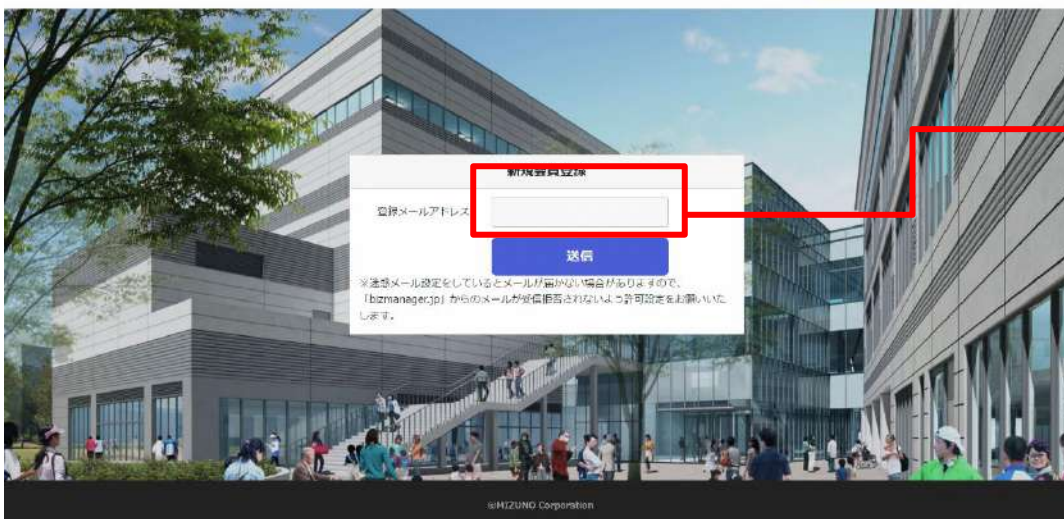 新規会員登録
登録メールアドレス
送信
※迷惑メール設定をしているとメールが届かない場合がありますので、
「bizmanager.jp」からのメールが受信拒否されないよう許可設定をお願いいた
します。
©MIZUNO Corporation